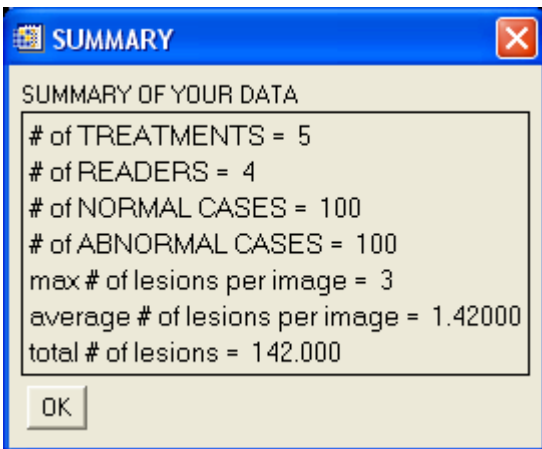 SUMMARY
SUMMARY OF YOUR DATA
# of TREATMENTS = 5
# of READERS = 4
# of NORMAL CASES = 100
# of ABNORMAL CASES = 100
max # of lesions per image = 3
average # of lesions per image = 1.42000
total # of lesions = 142.000
OK